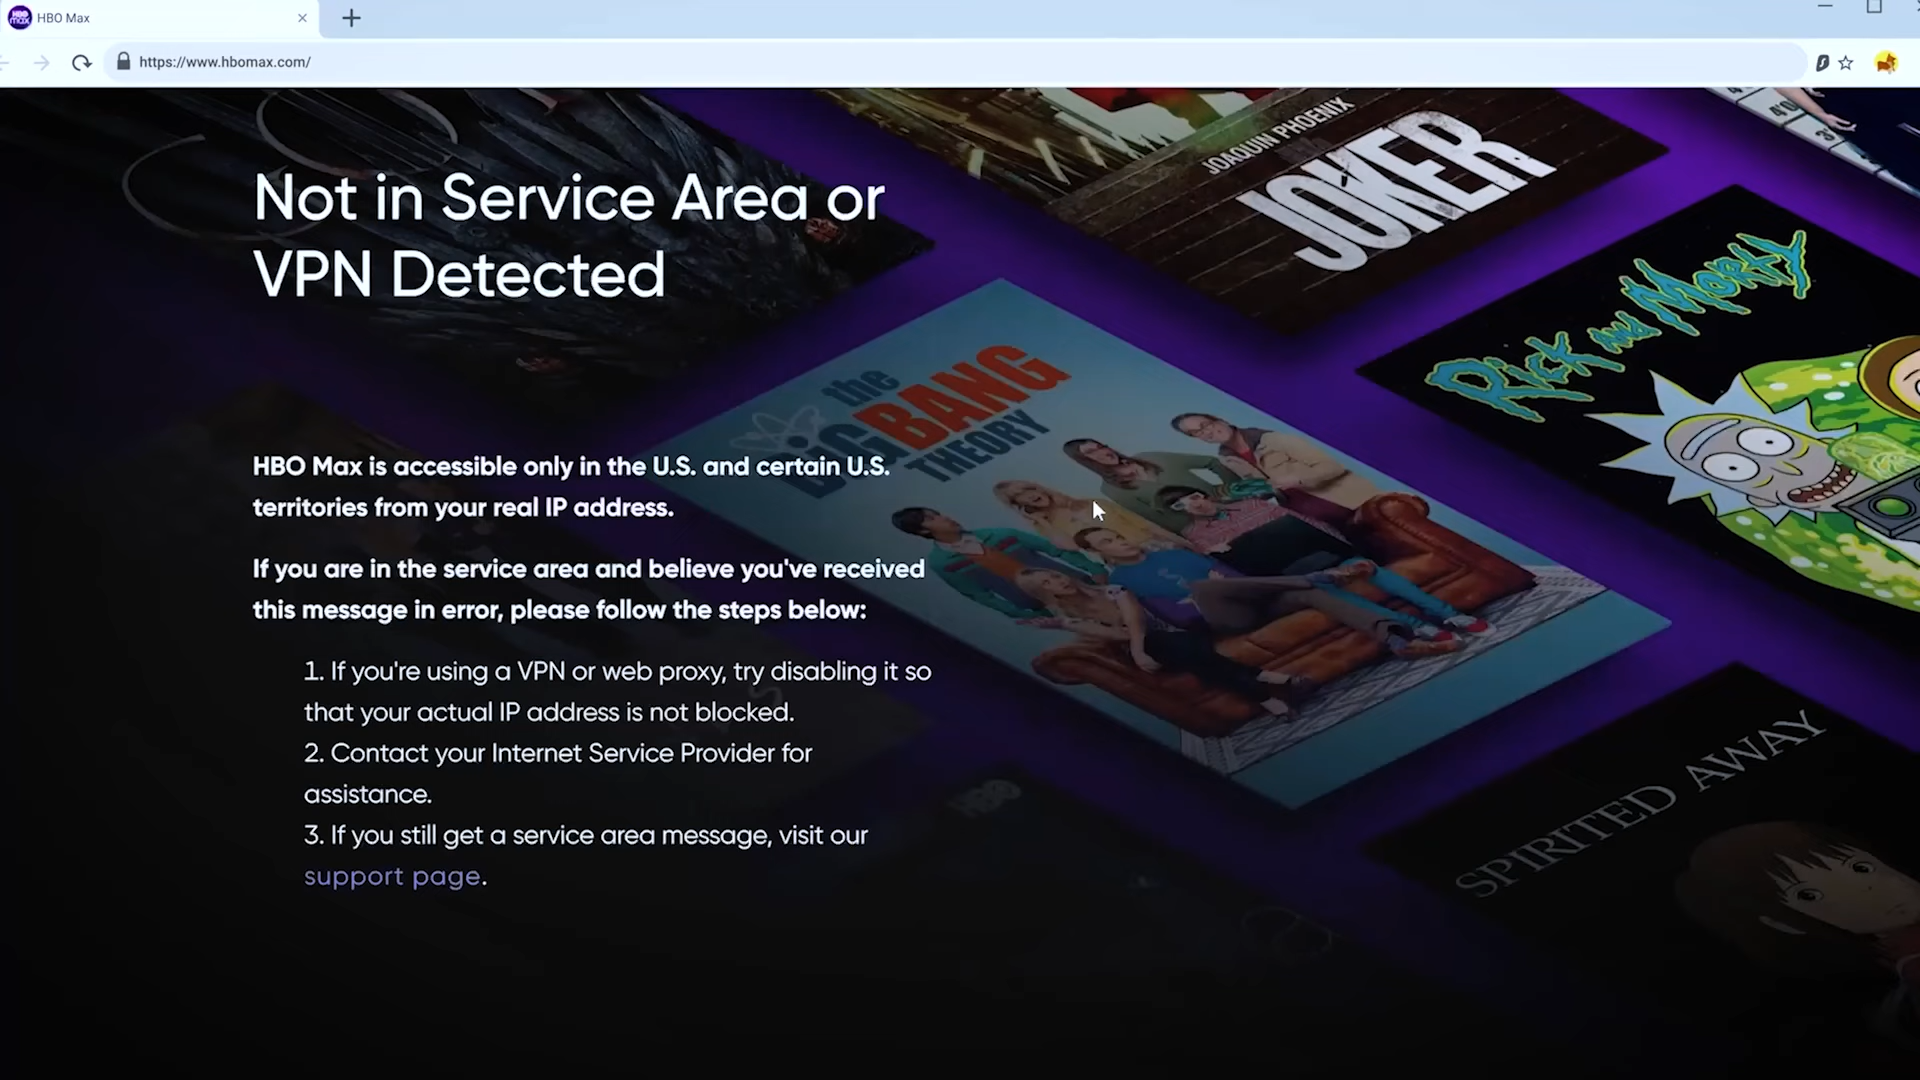 HBO Max
https://www.hbomax.com/
Not in Service Area or
VPN Detected
HBO Max is accessible only in the U.S. and certain U.S.
territories from your real IP address.
If you are in the service area and believe you've received
this message in error, please follow the steps below:
1. If you're using a VPN or web proxy, try disabling it so
that your actual IP address is not blocked.
2. Contact your Internet Service Provider for
assistance.
3. If you still get a service area message, visit our
support page.
JOAQUIN PHOENIX
JOKER
the
BIG BANG
THEORY
Rick and Morty
SPIRITED AWAY
HBO
4'0